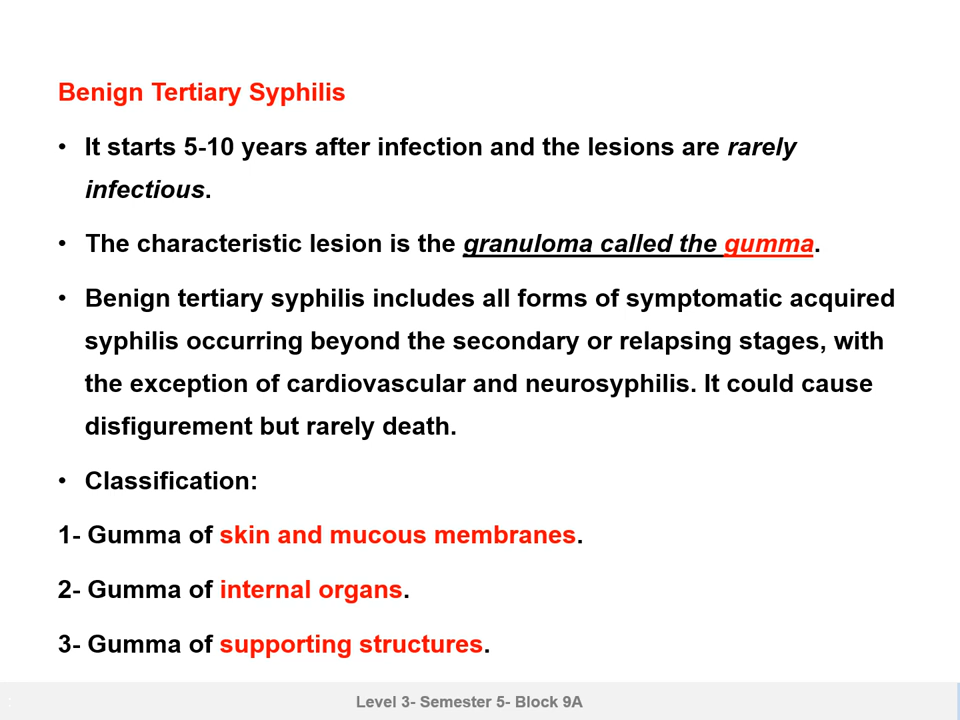 Benign Tertiary Syphilis
• It starts 5-10 years after infection and the lesions are rarely
infectious.
• The characteristic lesion is the granuloma called the gumma.
• Benign tertiary syphilis includes all forms of symptomatic acquired
syphilis occurring beyond the secondary or relapsing stages, with
the exception of cardiovascular and neurosyphilis. It could cause
disfigurement but rarely death.
• Classification:
1- Gumma of skin and mucous membranes.
2- Gumma of internal organs.
3- Gumma of supporting structures.
Level 3- Semester 5- Block 9A